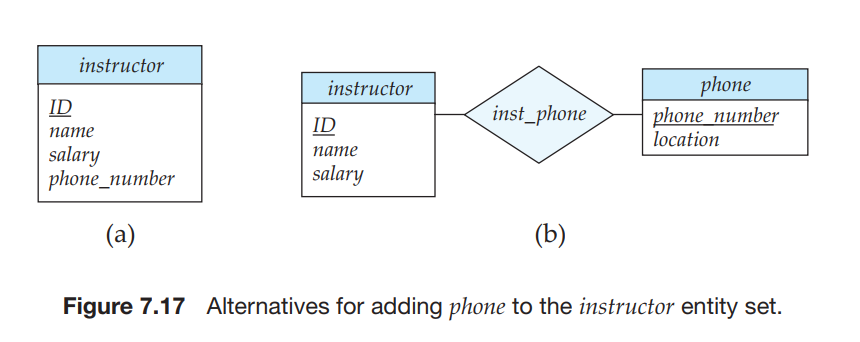 instructor
ID
name
salary
phone_number
(a)
instructor
ID
name
salary
inst_phone
phone
phone_number
location
(b)
Figure 7.17 Alternatives for adding phone to the instructor entity set.